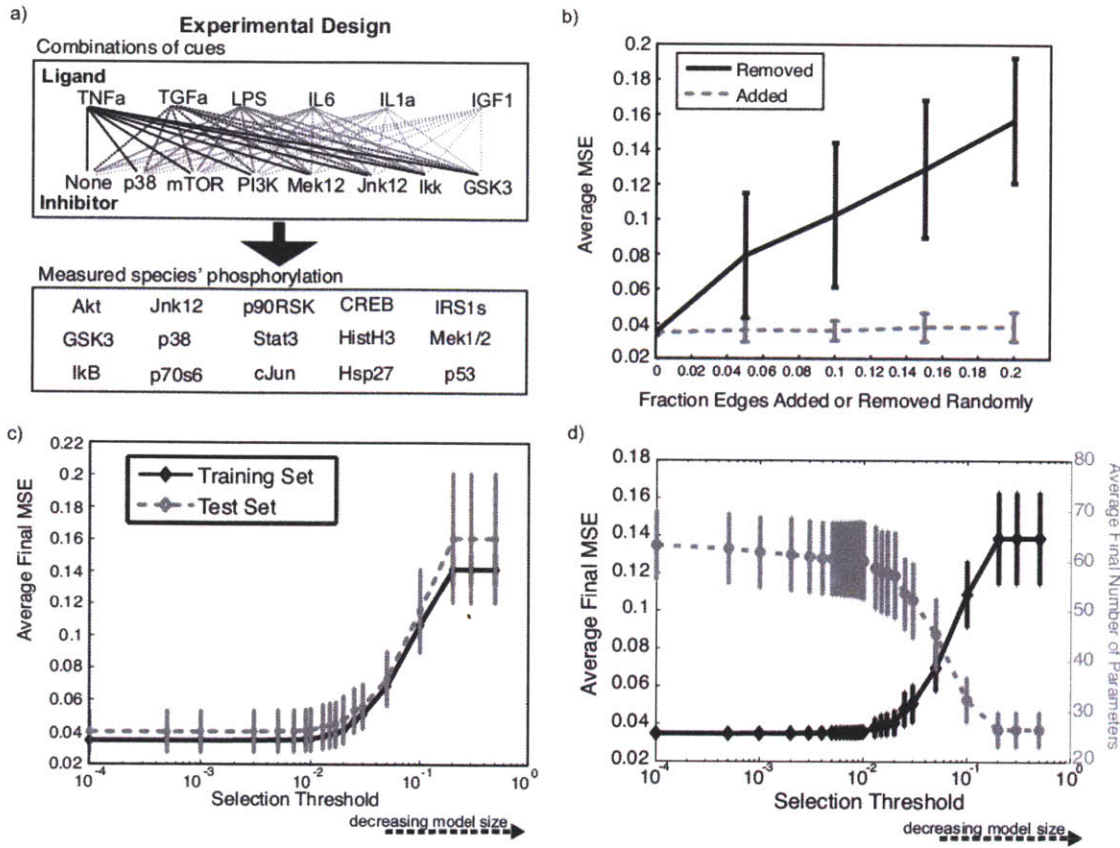 a)
Experimental Design
Combinations of cues
Ligand
TNFa TGFa LPS IL6 IL1a IGF1
None p38 mTOR PI3K Mek12 Jnk12 Ikk GSK3
Inhibitor
Measured species' phosphorylation
Akt Jnk12 p90RSK CREB IRS1s
GSK3 p38 Stat3 HistH3 Mek1/2
IkB p70s6 cJun Hsp27 p53
b)
Removed
Added
Average MSE
0.2
0.18
0.16
0.14
0.12
0.1
0.08
0.06
0.04
0.02
0 0.02 0.04 0.06 0.08 0.1 0.12 0.14 0.16 0.18 0.2
Fraction Edges Added or Removed Randomly
c)
Training Set
Test Set
Average Final MSE
0.22
0.2
0.18
0.16
0.14
0.12
0.1
0.08
0.06
0.04
0.02
10-4 10-3 10-2 10-1 100
Selection Threshold
decreasing model size
d)
Average Final MSE
0.18
0.16
0.14
0.12
0.1
0.08
0.06
0.04
0.02
80
70
60
50
40
30
20
Average Final Number of Parameters
10-4 10-3 10-2 10-1 100
Selection Threshold
decreasing model size